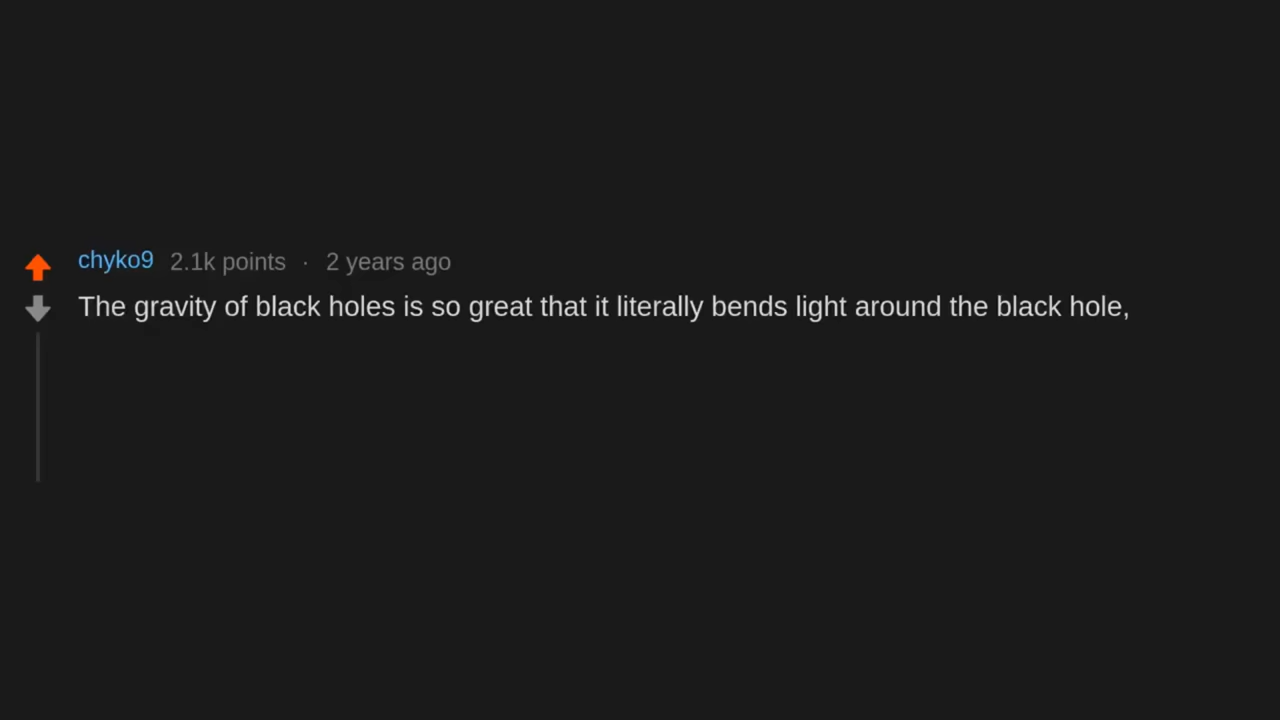 chyko9 2.1k points · 2 years ago
The gravity of black holes is so great that it literally bends light around the black hole,